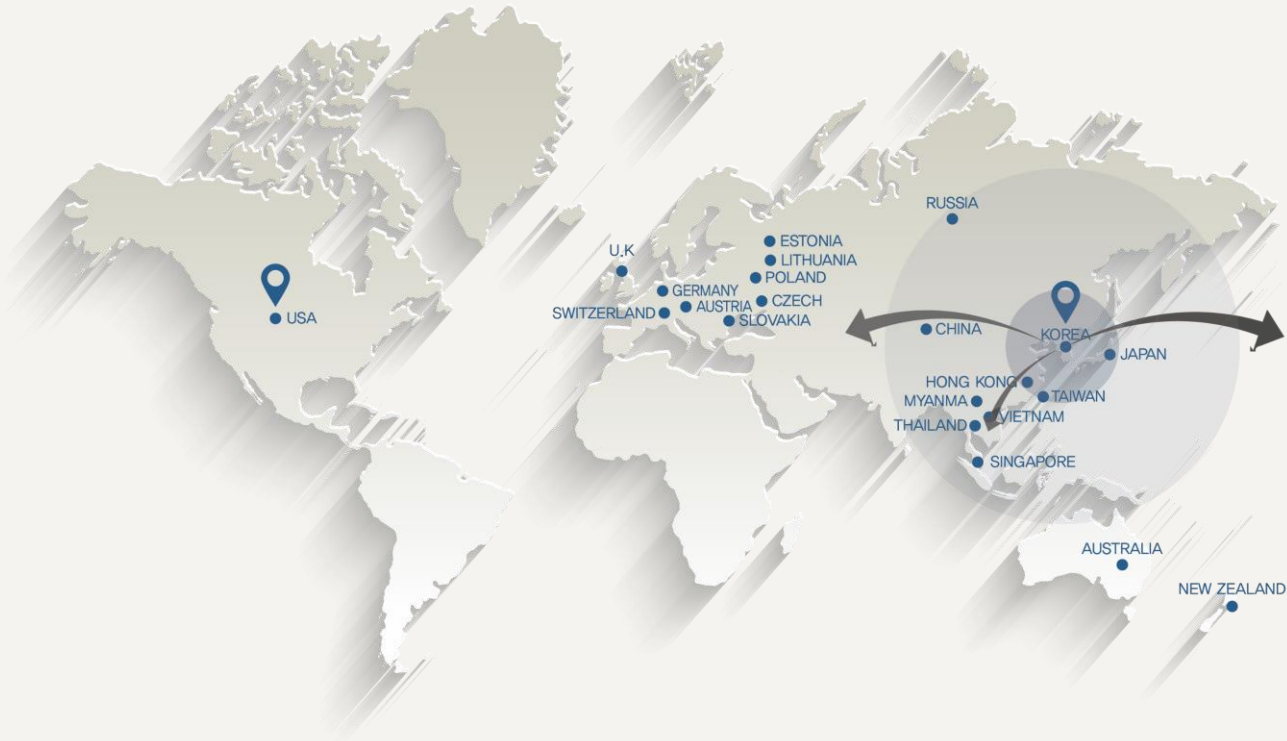 RUSSIA
U.K
ESTONIA
LITHUANIA
POLAND
GERMANY
AUSTRIA
CZECH
SWITZERLAND
SLOVAKIA
USA
CHINA
KOREA
JAPAN
HONG KONG
MYANMA
TAIWAN
VIETNAM
THAILAND
SINGAPORE
AUSTRALIA
NEW ZEALAND